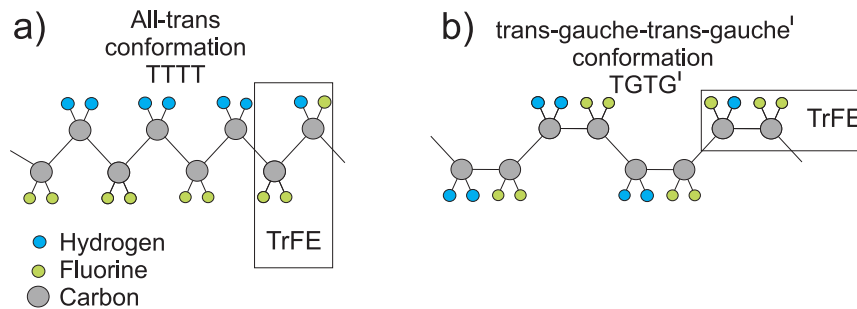 a)
All-trans
conformation
TTTT
TrFE
Hydrogen
Fluorine
Carbon
b)
trans-gauche-trans-gauche'
conformation
TGTG'
TrFE